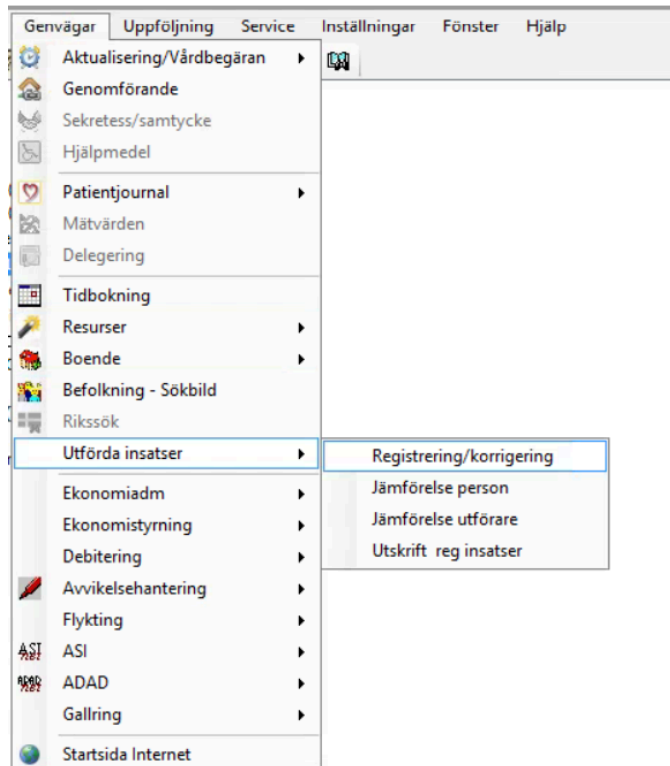 Genvägar Uppföljning Service Inställningar Fönster Hjälp
Aktualisering/Vårdbegäran
Genomförande
Sekretess/samtycke
Hjälpmedel
Patientjournal
Mätvärden
Delegering
Tidbokning
Resurser
Boende
Befolkning - Sökbild
Rikssök
Utförda insatser
Registrering/korrigering
Jämförelse person
Jämförelse utförare
Utskrift reg insatser
Ekonomiadm
Ekonomistyrning
Debitering
Avvikelsehantering
Flykting
ASI
ADAD
Gallring
Startsida Internet